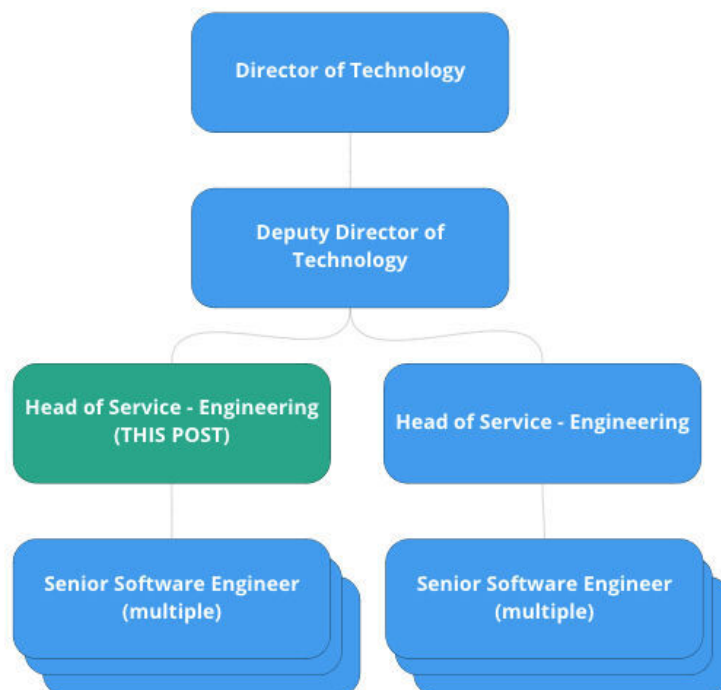 Director of Technology
Deputy Director of
Technology
Head of Service - Engineering
(THIS POST)
Head of Service - Engineering
Senior Software Engineer
(multiple)
Senior Software Engineer
(multiple)